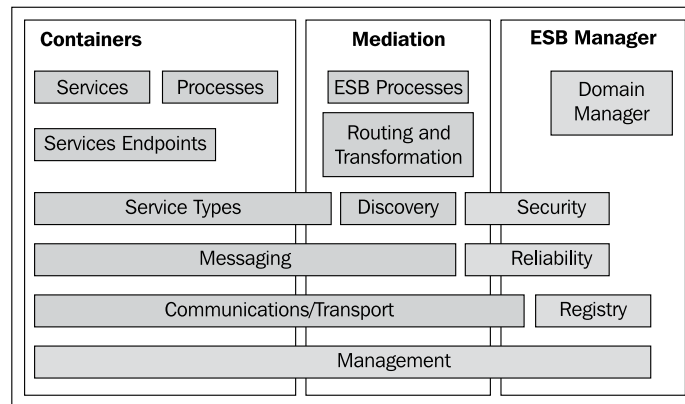 Containers
Mediation
ESB Manager
Services
Processes
ESB Processes
Domain
Manager
Services Endpoints
Routing and
Transformation
Service Types
Discovery
Security
Messaging
Reliability
Communications/Transport
Registry
Management